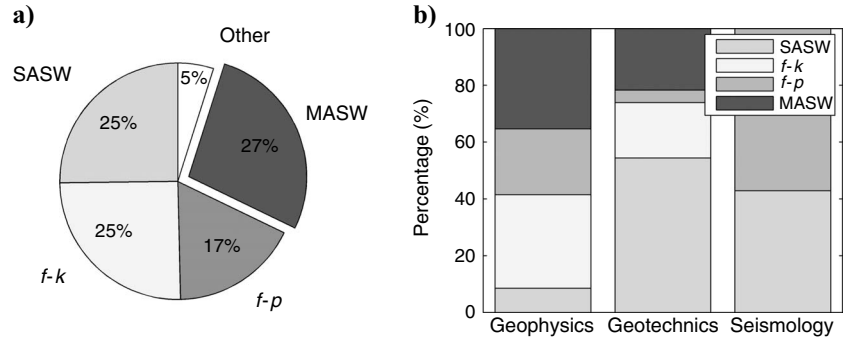 a)
Other
SASW
5%
MASW
25%
27%
25%
17%
f-k
f-p
b)
100
80
60
40
20
0
Percentage (%)
SASW
f-k
f-p
MASW
Geophysics
Geotechnics
Seismology